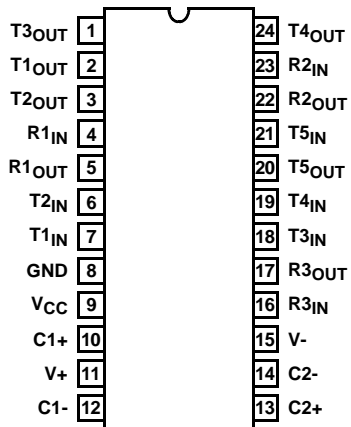 T3OUT 1 24 T4OUT
T1OUT 2 23 R2IN
T2OUT 3 22 R2OUT
R1IN 4 21 T5IN
R1OUT 5 20 T5OUT
T2IN 6 19 T4IN
T1IN 7 18 T3IN
GND 8 17 R3OUT
VCC 9 16 R3IN
C1+ 10 15 V-
V+ 11 14 C2-
C1- 12 13 C2+